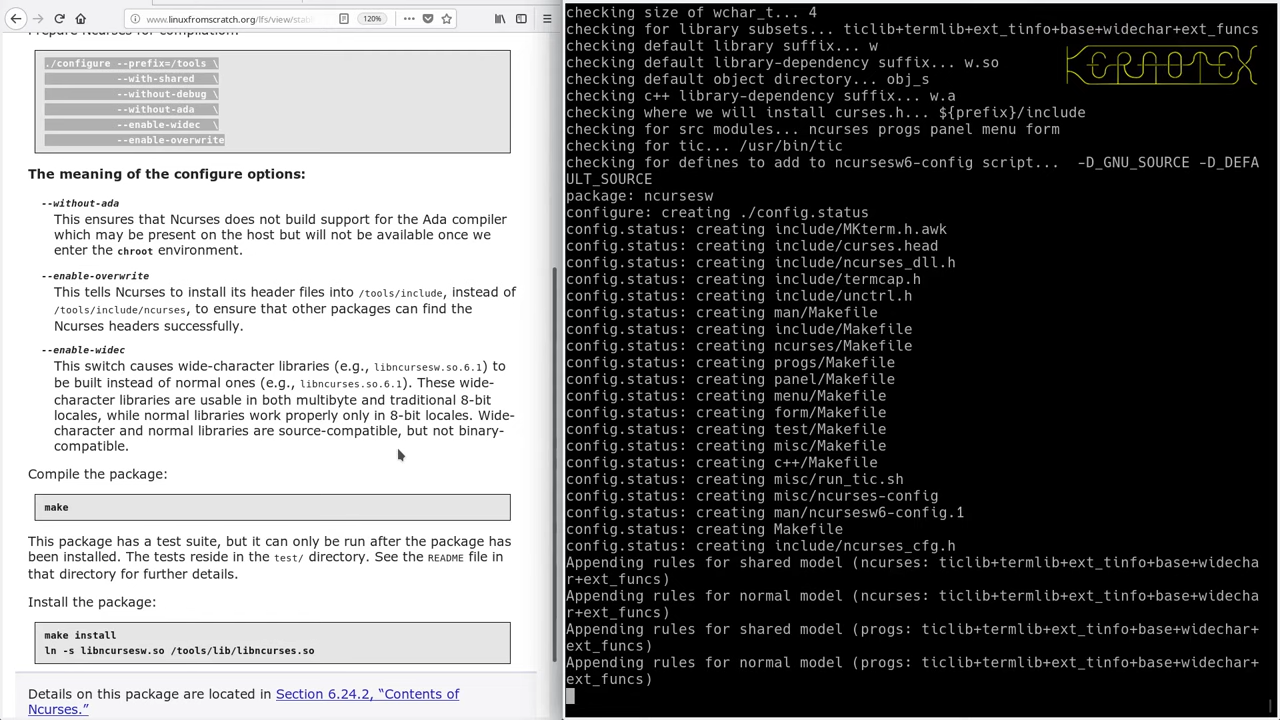 www.linuxfromscratch.org/lfs/view/stab
120%
Prepare Ncurses for compilation:
./configure --prefix=/tools \
--with-shared \
--without-debug \
--without-ada \
--enable-widec \
--enable-overwrite
The meaning of the configure options:
--without-ada
This ensures that Ncurses does not build support for the Ada compiler
which may be present on the host but will not be available once we
enter the chroot environment.
--enable-overwrite
This tells Ncurses to install its header files into /tools/include, instead of
/tools/include/ncurses, to ensure that other packages can find the
Ncurses headers successfully.
--enable-widec
This switch causes wide-character libraries (e.g., libncursesw.so.6.1) to
be built instead of normal ones (e.g., libncurses.so.6.1). These wide-
character libraries are usable in both multibyte and traditional 8-bit
locales, while normal libraries work properly only in 8-bit locales. Wide-
character and normal libraries are source-compatible, but not binary-
compatible.
Compile the package:
make
This package has a test suite, but it can only be run after the package has
been installed. The tests reside in the test/ directory. See the README file in
that directory for further details.
Install the package:
make install
ln -s libncursesw.so /tools/lib/libncurses.so
Details on this package are located in Section 6.24.2, “Contents of
Ncurses.”
checking size of wchar_t... 4
checking for library subsets... ticlib+termlib+ext_tinfo+base+widechar+ext_funcs
checking default library suffix... w
checking default library-dependency suffix... w.so
checking default object directory... obj_s
checking c++ library-dependency suffix... w.a
checking where we will install curses.h... ${prefix}/include
checking for src modules... ncurses progs panel menu form
checking for tic... /usr/bin/tic
checking for defines to add to ncursesw6-config script...  -D_GNU_SOURCE -D_DEFA
ULT_SOURCE
package: ncursesw
configure: creating ./config.status
config.status: creating include/MKterm.h.awk
config.status: creating include/curses.head
config.status: creating include/ncurses_dll.h
config.status: creating include/termcap.h
config.status: creating include/unctrl.h
config.status: creating man/Makefile
config.status: creating include/Makefile
config.status: creating ncurses/Makefile
config.status: creating progs/Makefile
config.status: creating panel/Makefile
config.status: creating menu/Makefile
config.status: creating form/Makefile
config.status: creating test/Makefile
config.status: creating misc/Makefile
config.status: creating c++/Makefile
config.status: creating misc/run_tic.sh
config.status: creating misc/ncurses-config
config.status: creating man/ncursesw6-config.1
config.status: creating Makefile
config.status: creating include/ncurses_cfg.h
Appending rules for shared model (ncurses: ticlib+termlib+ext_tinfo+base+widecha
r+ext_funcs)
Appending rules for normal model (ncurses: ticlib+termlib+ext_tinfo+base+widecha
r+ext_funcs)
Appending rules for shared model (progs: ticlib+termlib+ext_tinfo+base+widechar+
ext_funcs)
Appending rules for normal model (progs: ticlib+termlib+ext_tinfo+base+widechar+
ext_funcs)